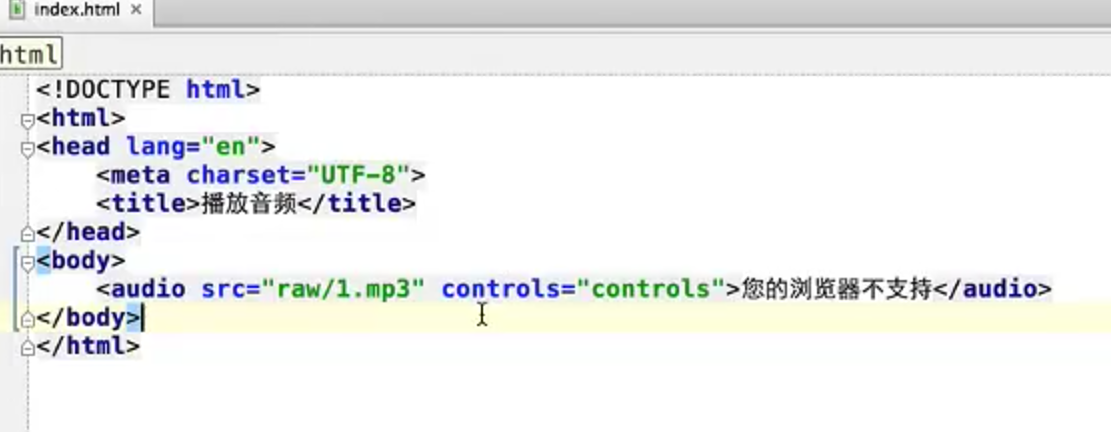 index.html ×
html
<!DOCTYPE html>
<html>
<head lang="en">
    <meta charset="UTF-8">
    <title>播放音频</title>
</head>
<body>
    <audio src="raw/1.mp3" controls="controls">您的浏览器不支持</audio>
</body>
</html>